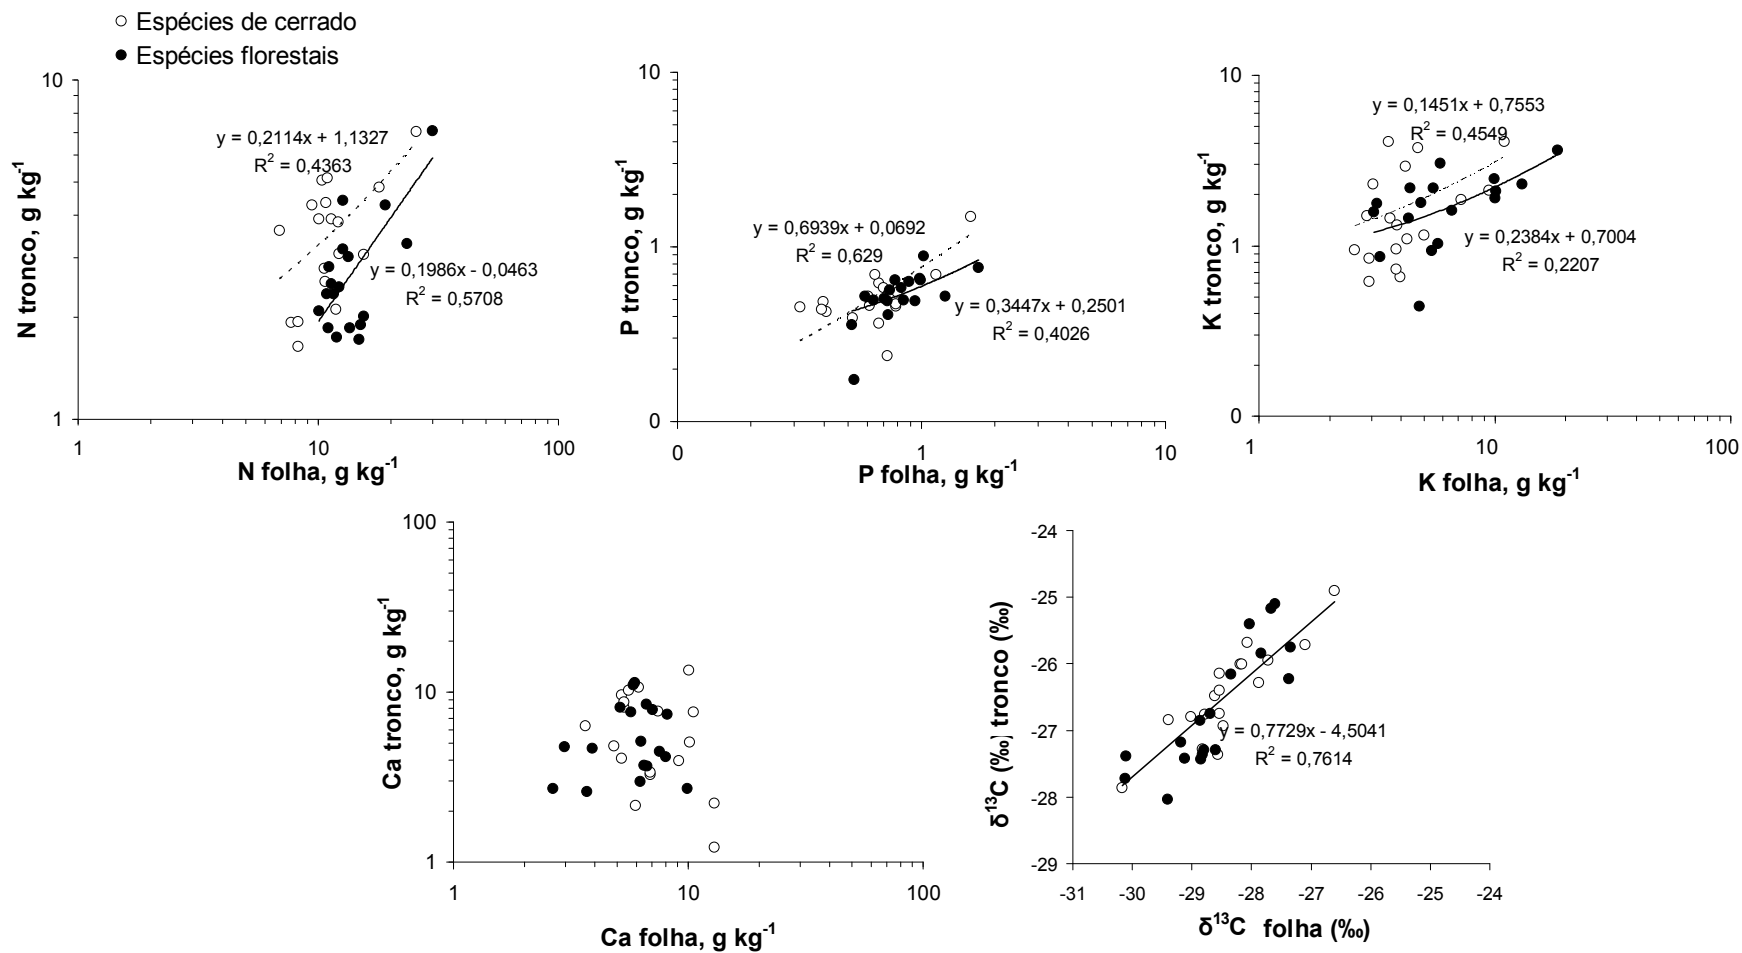 Espécies de cerrado
Espécies florestais
10
1
1
10
100
N tronco, g kg-1
N folha, g kg-1
y = 0,2114x + 1,1327
R2 = 0,4363
y = 0,1986x - 0,0463
R2 = 0,5708
10
1
0
0
1
10
P tronco, g kg-1
P folha, g kg-1
y = 0,6939x + 0,0692
R2 = 0,629
y = 0,3447x + 0,2501
R2 = 0,4026
10
1
0
1
10
100
K tronco, g kg-1
K folha, g kg-1
y = 0,1451x + 0,7553
R2 = 0,4549
y = 0,2384x + 0,7004
R2 = 0,2207
100
10
1
1
10
100
Ca tronco, g kg-1
Ca folha, g kg-1
-24
-25
-26
-27
-28
-29
-31
-30
-29
-28
-27
-26
-25
-24
δ13C (‰) tronco (‰)
δ13C folha (‰)
y = 0,7729x - 4,5041
R2 = 0,7614